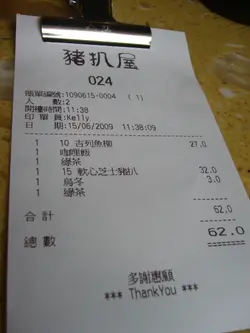 豬扒屋
024
賬單編號:1090615-0004 ( 1)
人 數:2
開檯時間:11:38
印 單 員:Kelly
日 期:15/06/2009 11:38:09
1 10 吉列魚柳 27.0
1 咖喱飯
1 綠茶
1 15 軟心芝士豬扒 32.0
1 烏冬 3.0
1 綠茶
合計 62.0
總數 62.0
多謝惠顧
*** ThankYou ***